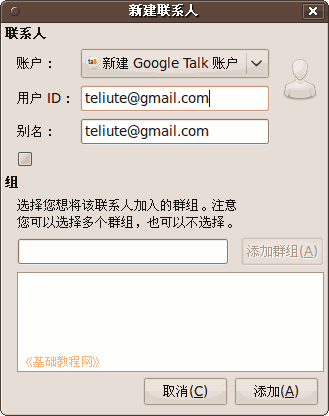 新建联系人
联系人
账户： 新建 Google Talk 账户
用户 ID： teliute@gmail.com
别名： teliute@gmail.com
组
选择您想将该联系人加入的群组。注意
您可以选择多个群组，也可以不选择。
添加群组(A)
《基础教程网》
取消(C) 添加(A)